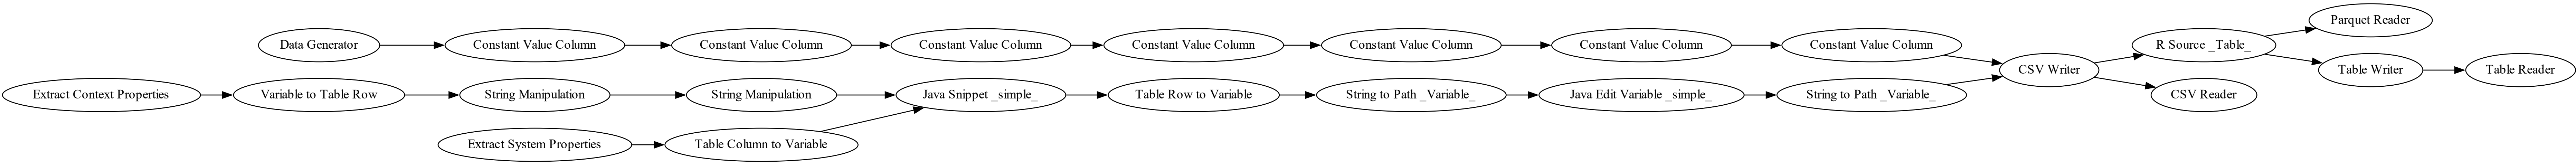 Parquet Reader
Data Generator
Constant Value Column
Constant Value Column
Constant Value Column
Constant Value Column
Constant Value Column
Constant Value Column
Constant Value Column
R Source _Table_
CSV Writer
Table Writer
Table Reader
Extract Context Properties
Variable to Table Row
String Manipulation
String Manipulation
Java Snippet _simple_
Table Row to Variable
String to Path _Variable_
Java Edit Variable _simple_
String to Path _Variable_
CSV Reader
Extract System Properties
Table Column to Variable